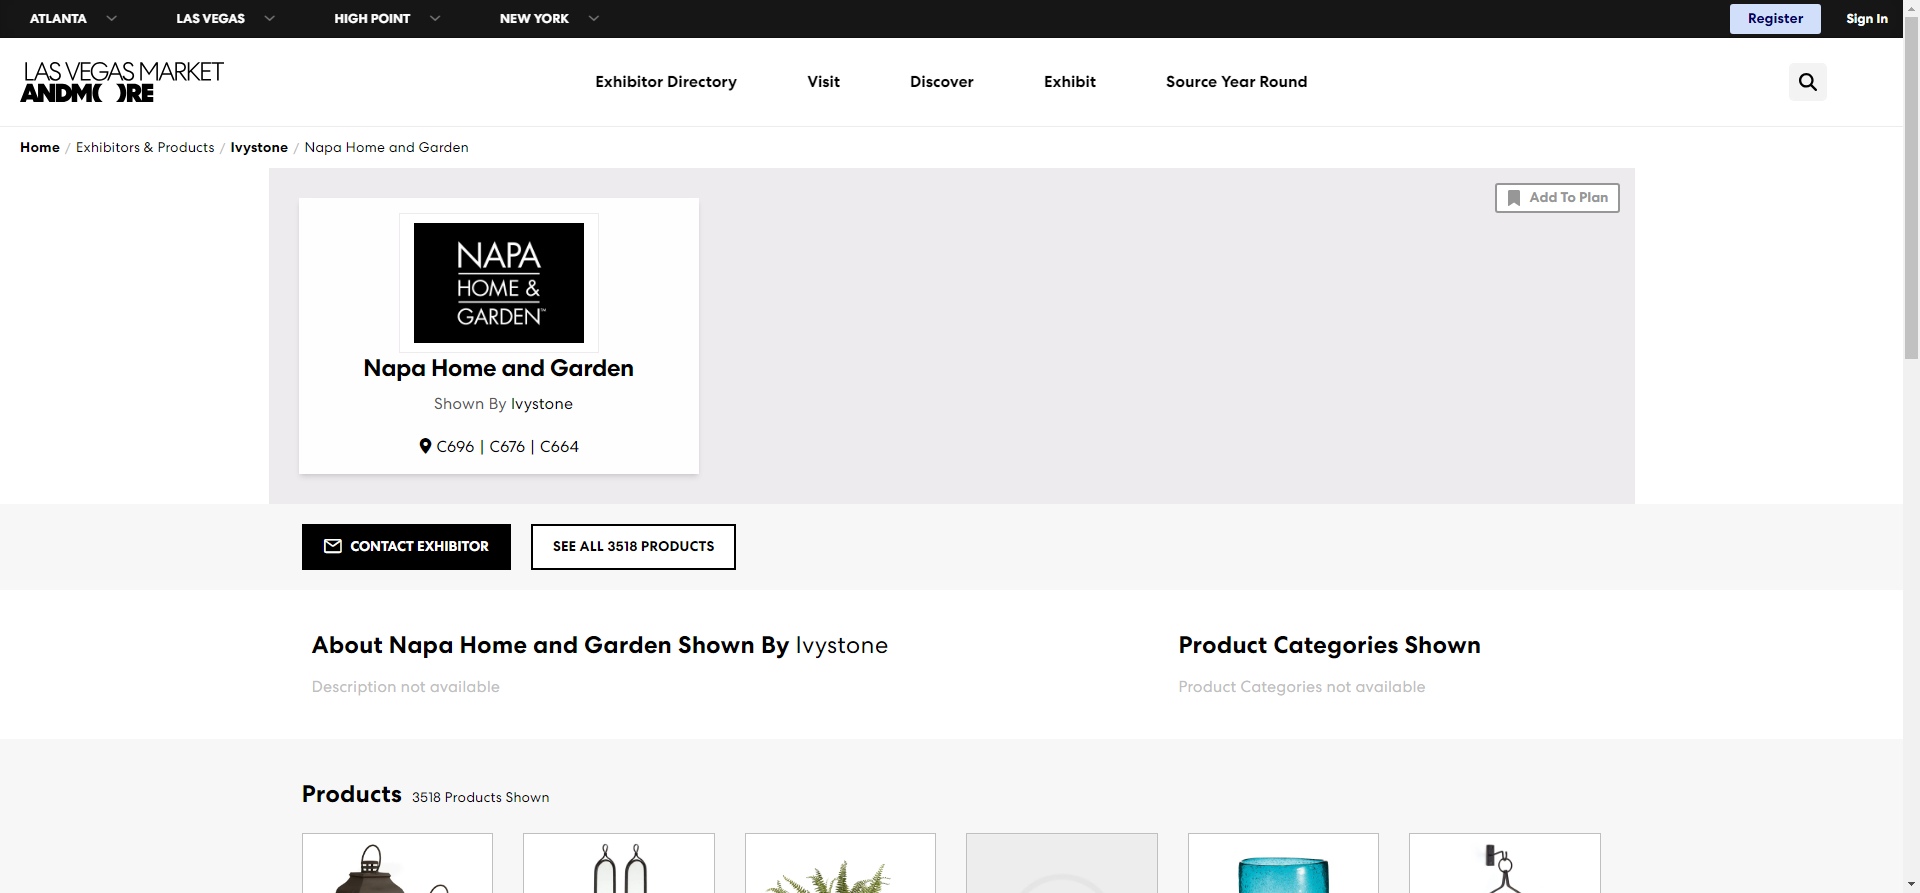 ATLANTA LAS VEGAS HIGH POINT NEW YORK Register Sign In
LAS VEGAS MARKET
ANDMORE
Exhibitor Directory Visit Discover Exhibit Source Year Round
Home / Exhibitors & Products / Ivystone / Napa Home and Garden
Add To Plan
NAPA
HOME &
GARDEN™
Napa Home and Garden
Shown By Ivystone
C696 | C676 | C664
CONTACT EXHIBITOR SEE ALL 3518 PRODUCTS
About Napa Home and Garden Shown By Ivystone
Description not available
Product Categories Shown
Product Categories not available
Products 3518 Products Shown